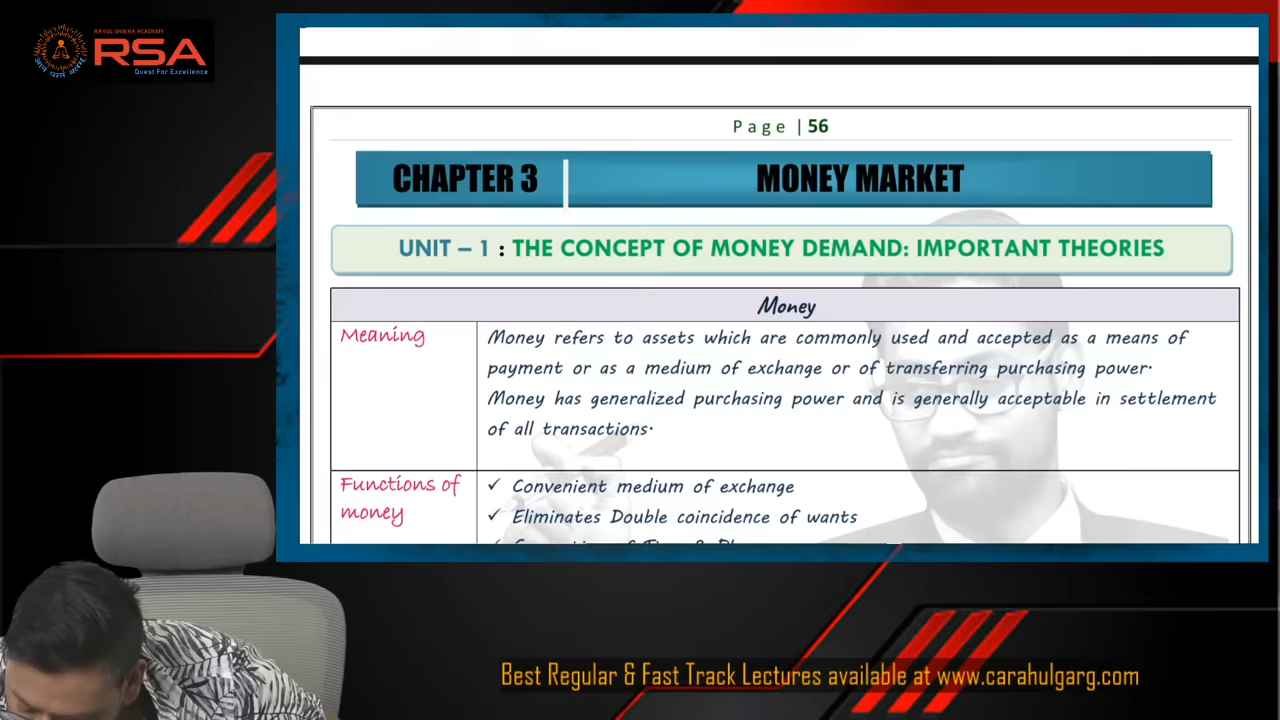 RAHUL SHIKHA ACADEMY
RSA
Quest For Excellence
Page | 56
CHAPTER 3 MONEY MARKET
UNIT – 1 : THE CONCEPT OF MONEY DEMAND: IMPORTANT THEORIES
Money
Meaning
Money refers to assets which are commonly used and accepted as a means of
payment or as a medium of exchange or of transferring purchasing power.
Money has generalized purchasing power and is generally acceptable in settlement
of all transactions.
Functions of
money
✓ Convenient medium of exchange
✓ Eliminates Double coincidence of wants
Best Regular & Fast Track Lectures available at www.carahulgarg.com